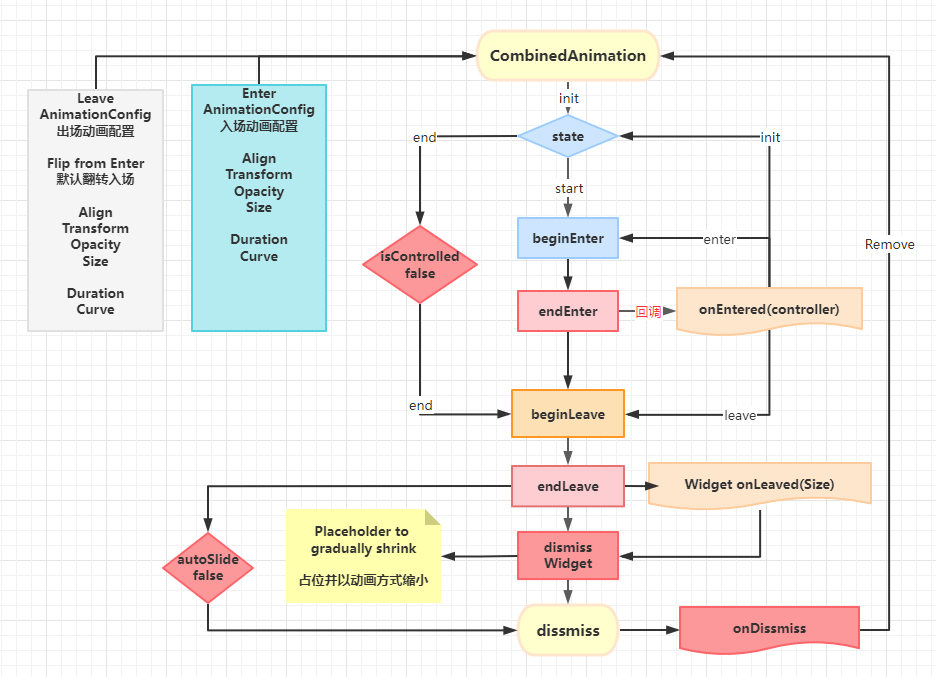 CombinedAnimation
Leave
AnimationConfig
出场动画配置
Flip from Enter
默认翻转入场
Align
Transform
Opacity
Size
Duration
Curve
Enter
AnimationConfig
入场动画配置
Align
Transform
Opacity
Size
Duration
Curve
init
end
state
init
start
beginEnter
enter
Remove
isControlled
false
endEnter
回调
onEntered(controller)
end
beginLeave
leave
endLeave
Widget onLeaved(Size)
Placeholder to
gradually shrink
占位并以动画方式缩小
dismiss
Widget
autoSlide
false
dissmiss
onDissmiss